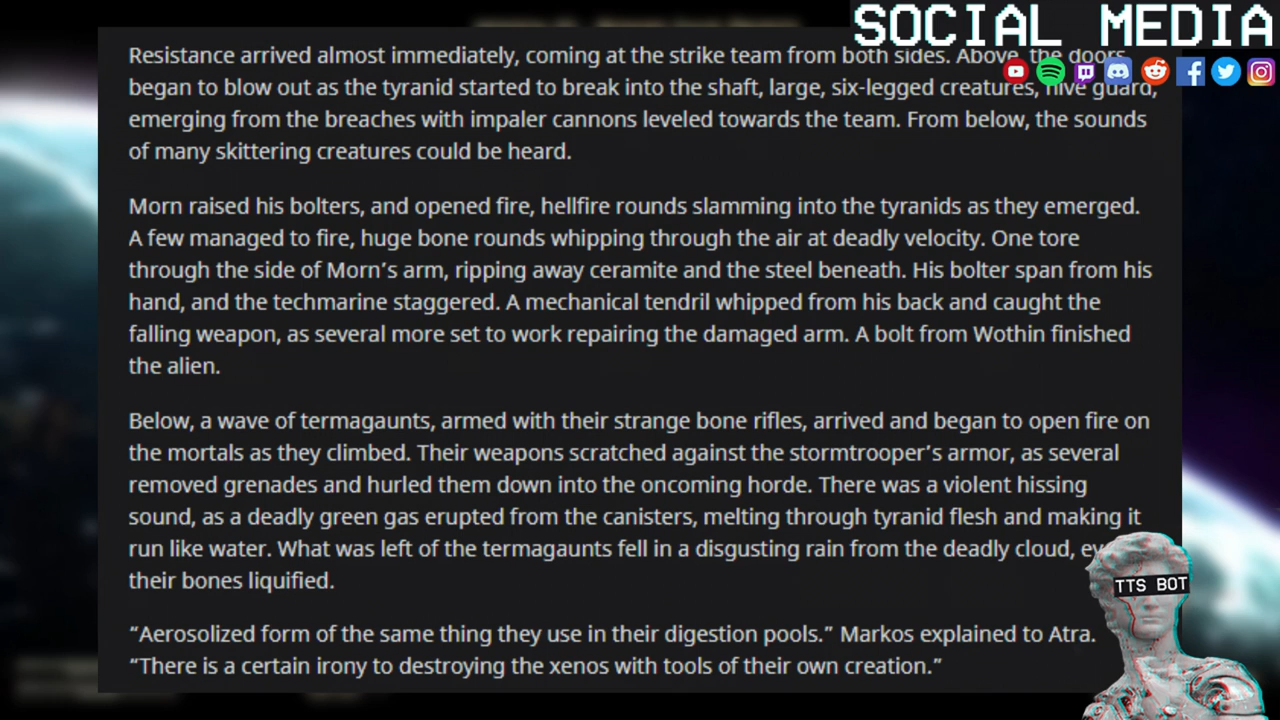 SOCIAL MEDIA
Resistance arrived almost immediately, coming at the strike team from both sides. Above, the doors
began to blow out as the tyranid started to break into the shaft, large, six-legged creatures, hive guard,
emerging from the breaches with impaler cannons leveled towards the team. From below, the sounds
of many skittering creatures could be heard.
Morn raised his bolters, and opened fire, hellfire rounds slamming into the tyranids as they emerged.
A few managed to fire, huge bone rounds whipping through the air at deadly velocity. One tore
through the side of Morn’s arm, ripping away ceramite and the steel beneath. His bolter span from his
hand, and the techmarine staggered. A mechanical tendril whipped from his back and caught the
falling weapon, as several more set to work repairing the damaged arm. A bolt from Wothin finished
the alien.
Below, a wave of termagaunts, armed with their strange bone rifles, arrived and began to open fire on
the mortals as they climbed. Their weapons scratched against the stormtrooper’s armor, as several
removed grenades and hurled them down into the oncoming horde. There was a violent hissing
sound, as a deadly green gas erupted from the canisters, melting through tyranid flesh and making it
run like water. What was left of the termagaunts fell in a disgusting rain from the deadly cloud,
their bones liquified.
“Aerosolized form of the same thing they use in their digestion pools.” Markos explained to Atra.
“There is a certain irony to destroying the xenos with tools of their own creation.”
TTS BOT